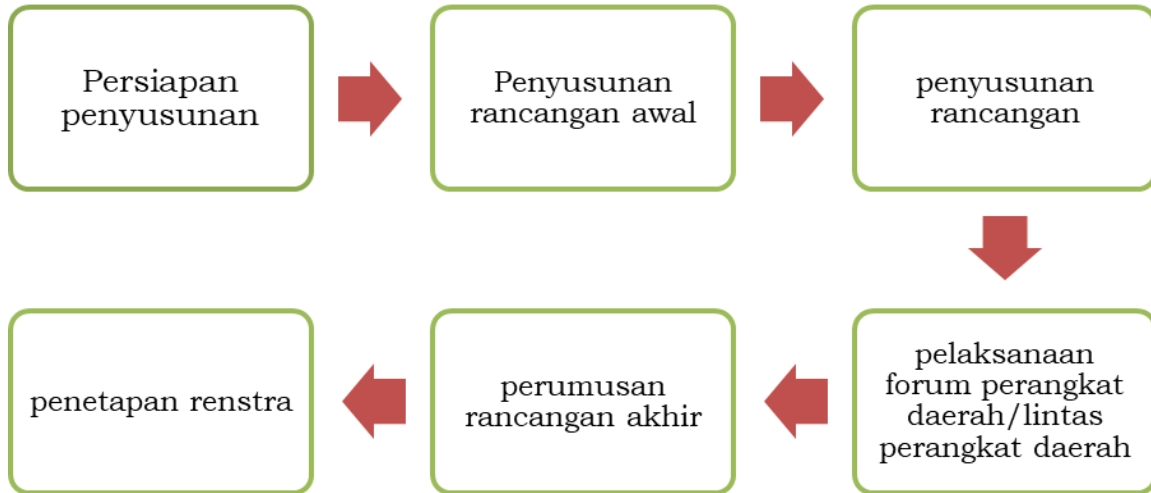 Persiapan
penyusunan
Penyusunan
rancangan awal
penyusunan
rancangan
pelaksanaan
forum perangkat
daerah/lintas
perangkat daerah
perumusan
rancangan akhir
penetapan renstra